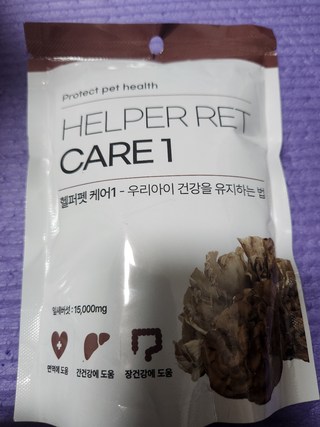 Protect pet health
HELPER RET
CARE 1
헬퍼펫 케어1 - 우리아이 건강을 유지하는 법
잎새버섯 : 15,000mg
면역에 도움
간건강에 도움
장건강에 도움